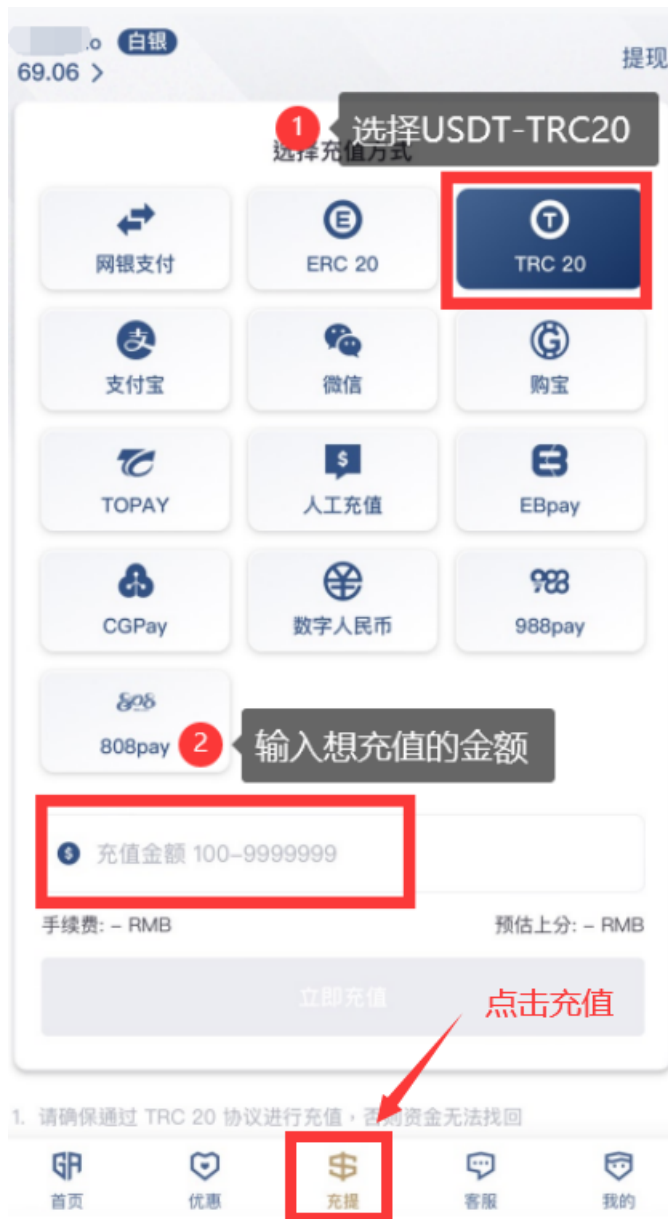 .o 白银
69.06 >
提现
1 选择USDT-TRC20
选择充值方式
网银支付 ERC 20 TRC 20
支付宝 微信 购宝
TOPAY 人工充值 EBpay
CGPay 数字人民币 988pay
808 988
808pay 2 输入想充值的金额
充值金额 100-9999999
手续费: – RMB 预估上分: – RMB
立即充值 点击充值
1. 请确保通过 TRC 20 协议进行充值,否则资金无法找回
GA
首页 优惠 充提 客服 我的